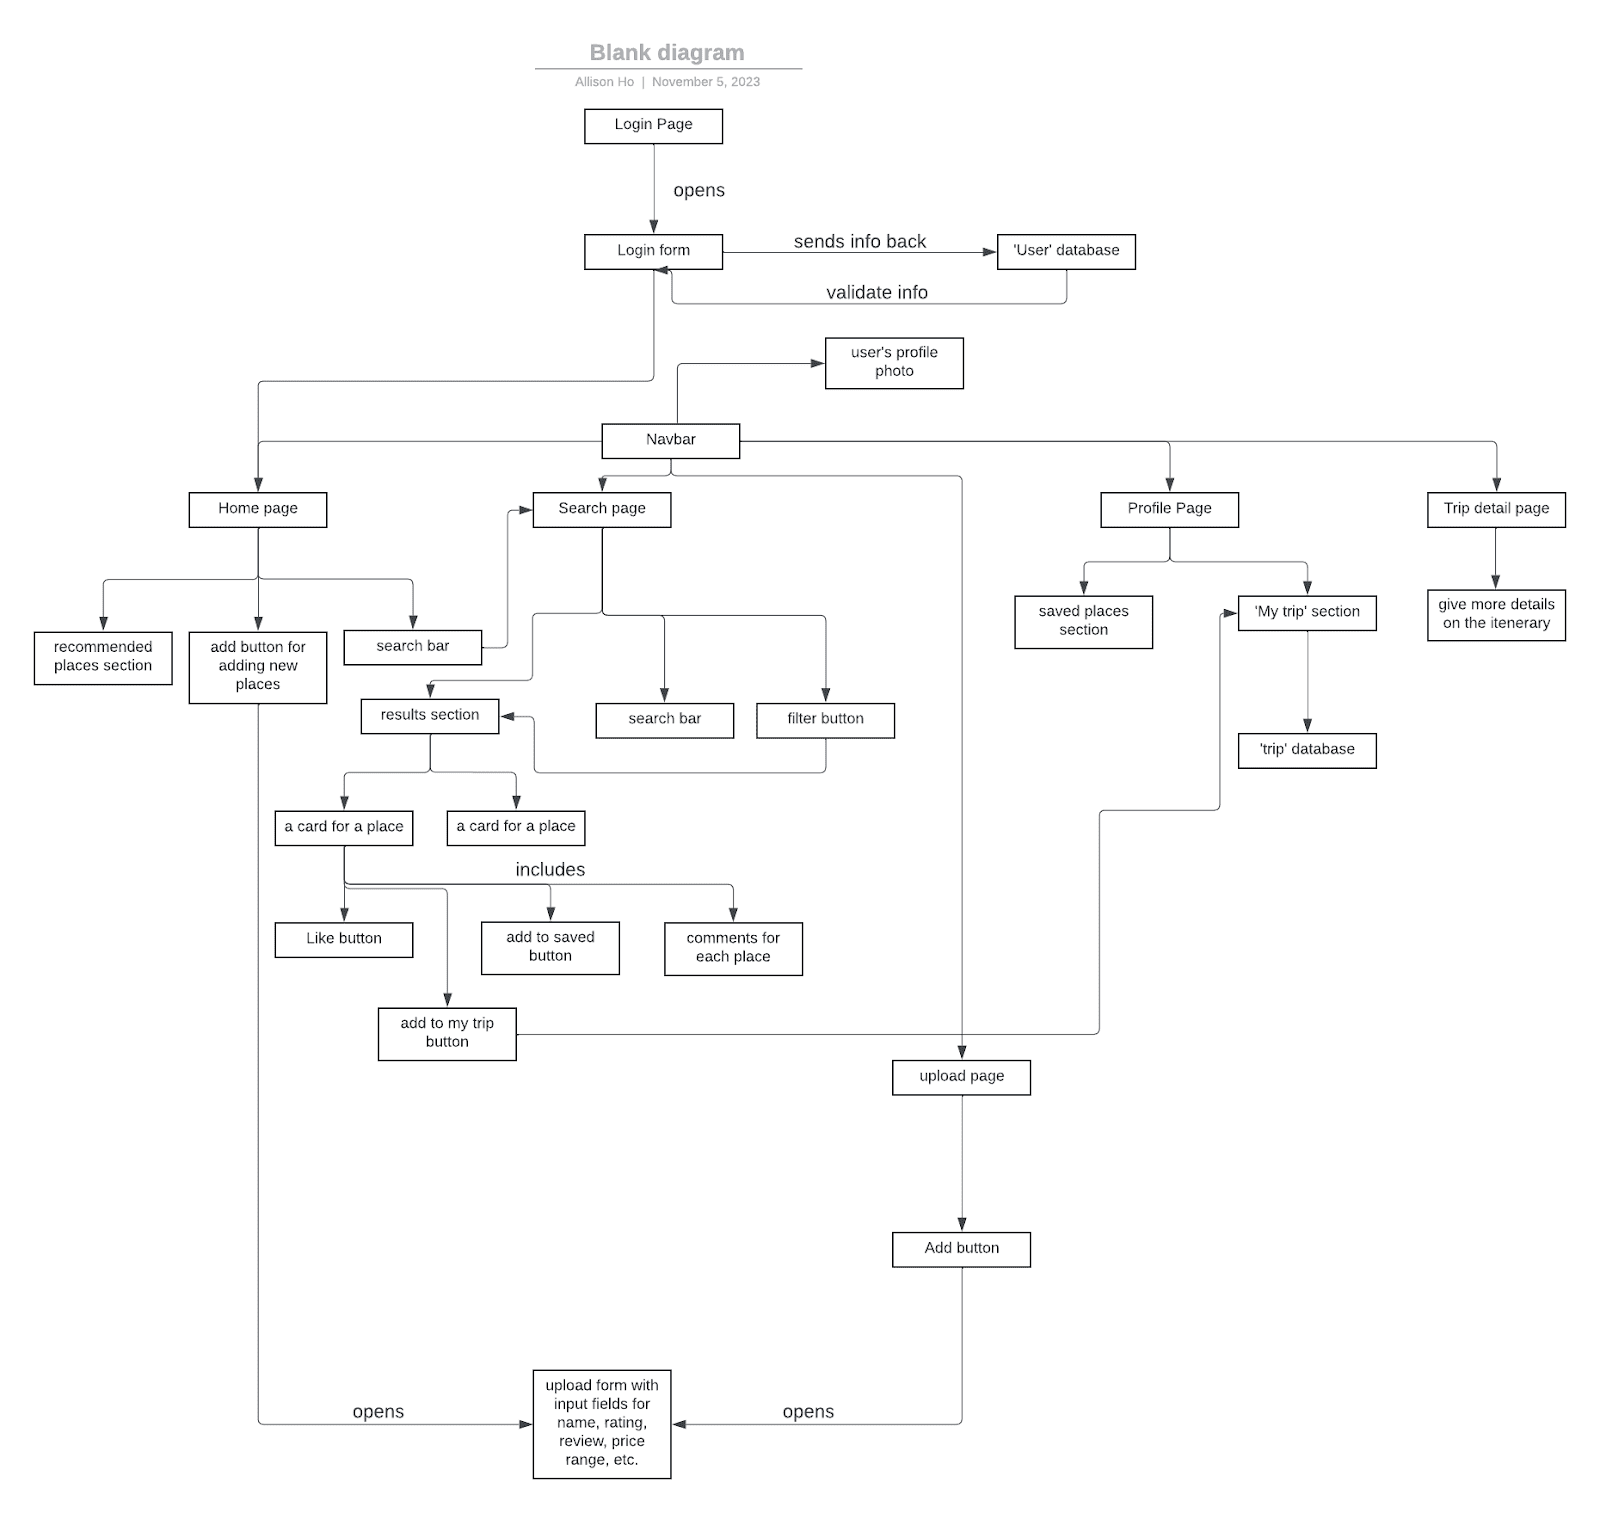 Blank diagram
Allison Ho | November 5, 2023
Login Page
opens
Login form
sends info back
'User' database
validate info
user's profile
photo
Navbar
Home page
Search page
Profile Page
Trip detail page
recommended
places section
add button for
adding new
places
search bar
saved places
section
'My trip' section
give more details
on the itenerary
results section
search bar
filter button
'trip' database
a card for a place
a card for a place
includes
Like button
add to saved
button
comments for
each place
add to my trip
button
upload page
Add button
opens
upload form with
input fields for
name, rating,
review, price
range, etc.
opens